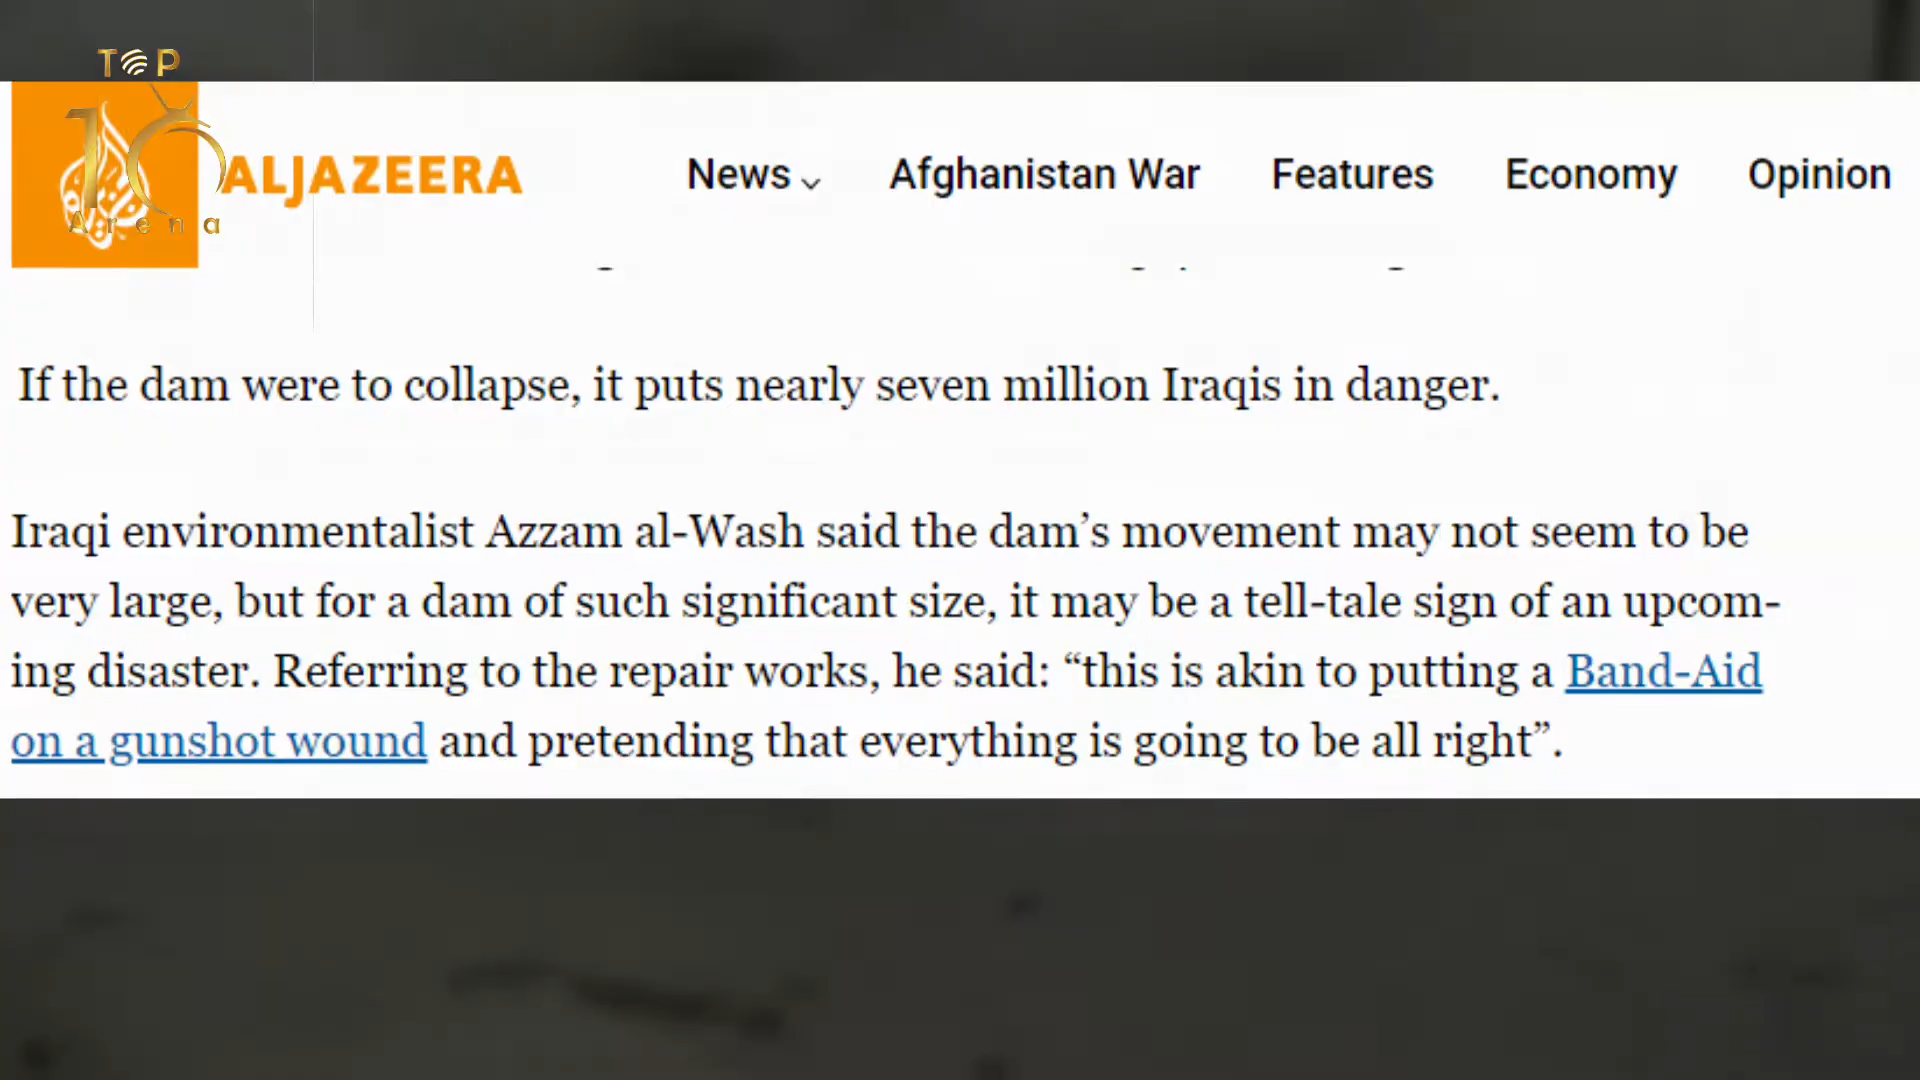 TOP
10
Arena
ALJAZEERA
News
Afghanistan War
Features
Economy
Opinion
If the dam were to collapse, it puts nearly seven million Iraqis in danger.
Iraqi environmentalist Azzam al-Wash said the dam’s movement may not seem to be
very large, but for a dam of such significant size, it may be a tell-tale sign of an upcom-
ing disaster. Referring to the repair works, he said: “this is akin to putting a Band-Aid
on a gunshot wound and pretending that everything is going to be all right”.